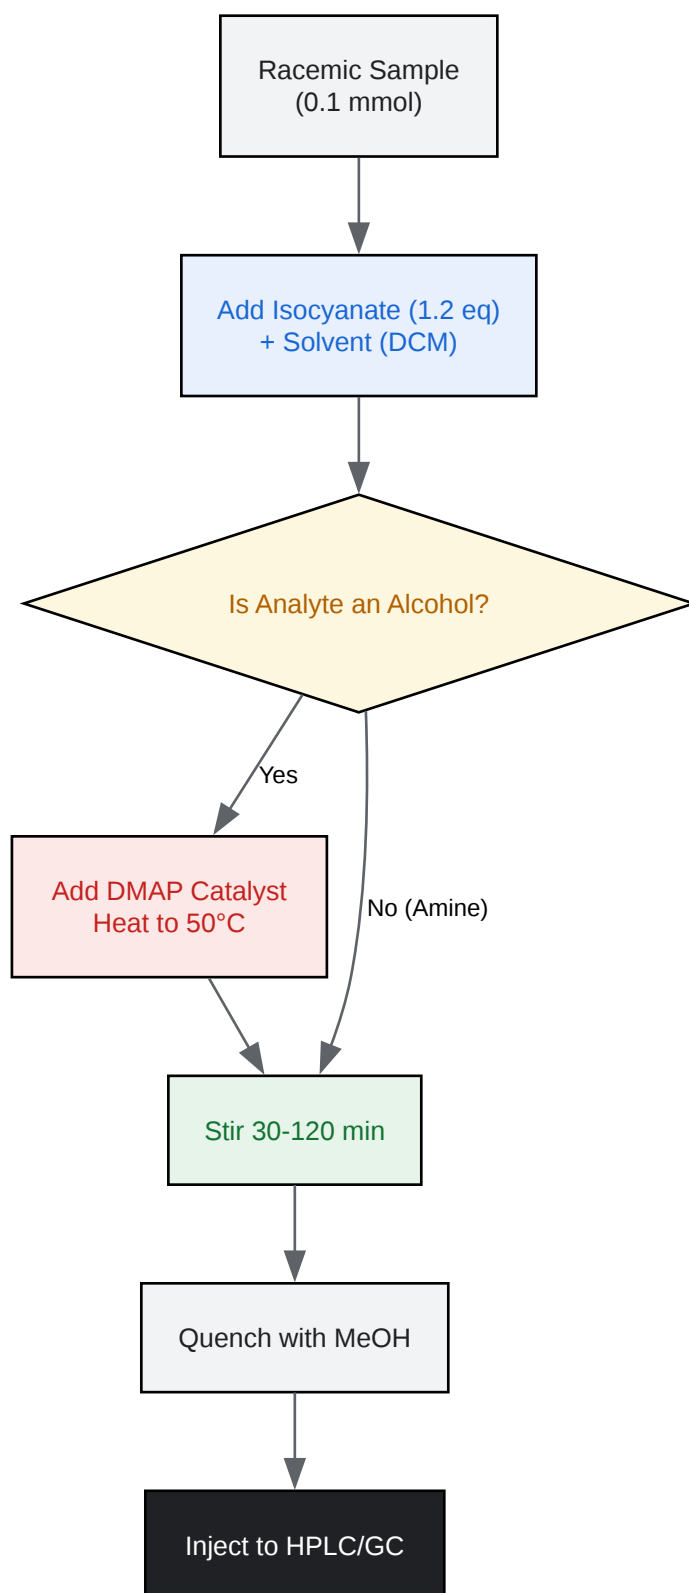 Racemic Sample
(0.1 mmol)
Add Isocyanate (1.2 eq)
+ Solvent (DCM)
Is Analyte an Alcohol?
Yes
Add DMAP Catalyst
Heat to 50°C
No (Amine)
Stir 30-120 min
Quench with MeOH
Inject to HPLC/GC